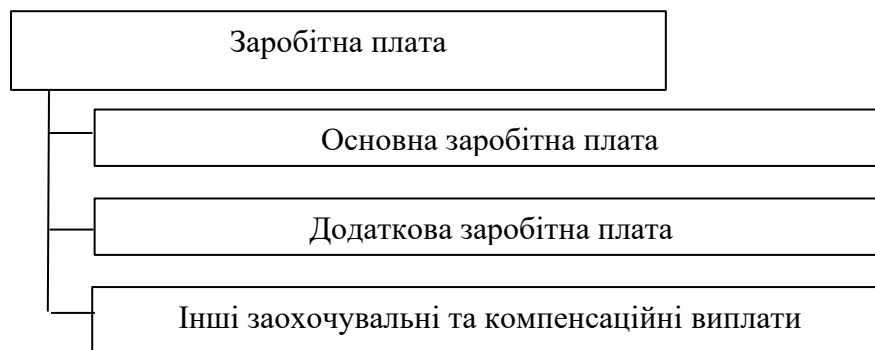 Заробітна плата
Основна заробітна плата
Додаткова заробітна плата
Інші заохочувальні та компенсаційні виплати